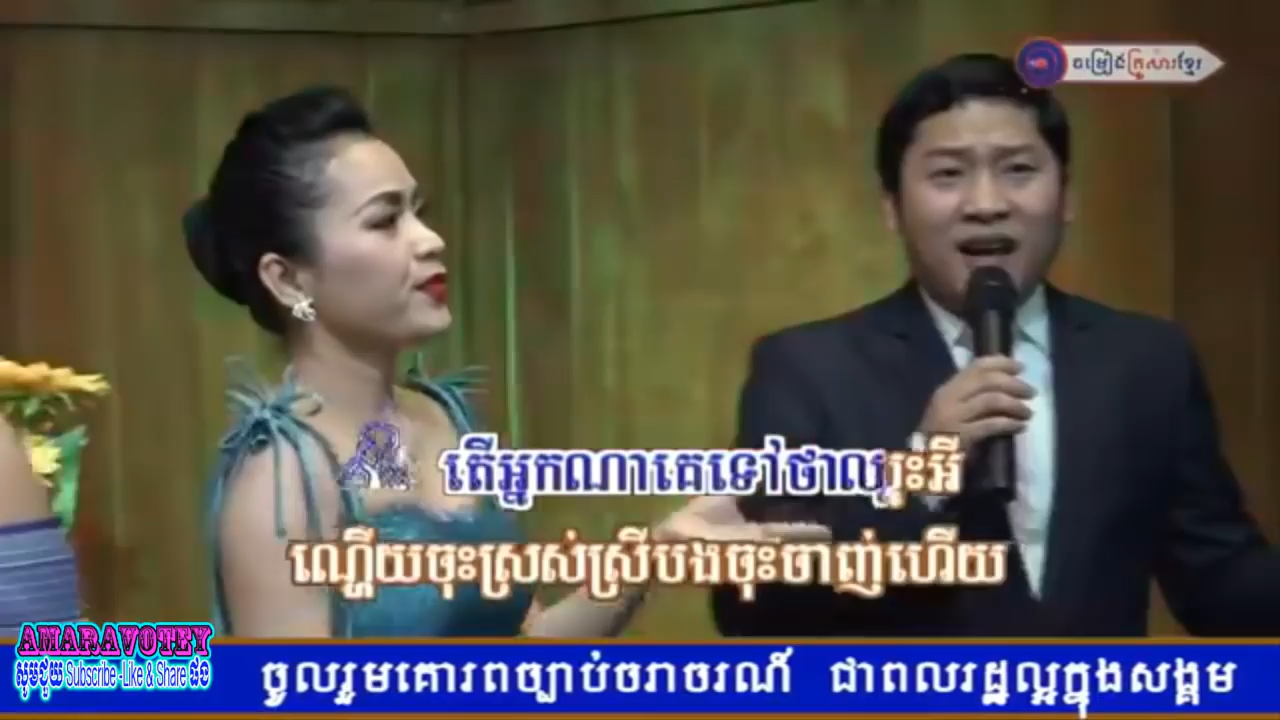 ចម្រៀងគ្រួសារខ្មែរ
តើអ្នកណាគេទៅថាល្បុះអី
ណ្ហើយចុះស្រស់ស្រីបងចុះចាញ់ហើយ
AMARAVOTEY
សូមជួយ Subscribe -Like & Share ផង
ចូលរួមគោរពច្បាប់ចរាចរណ៍ ជាពលរដ្ឋល្អក្នុងសង្គម